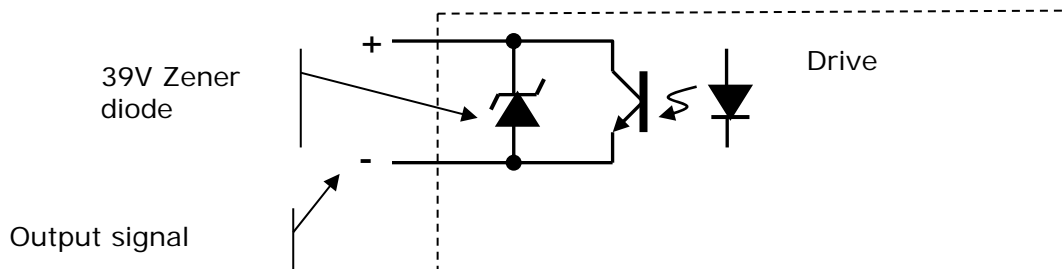 +
Drive
39V Zener
diode
-
Output signal